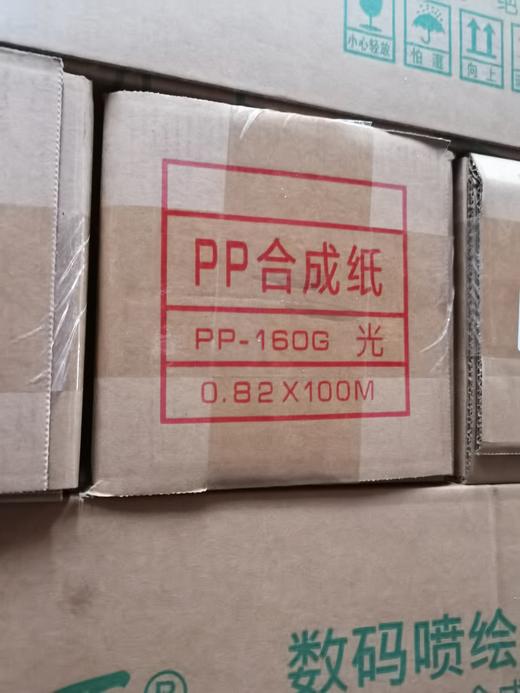 小心轻放
怕湿
向上
PP合成纸
PP-160G 光
0.82X100M
数码喷绘
®